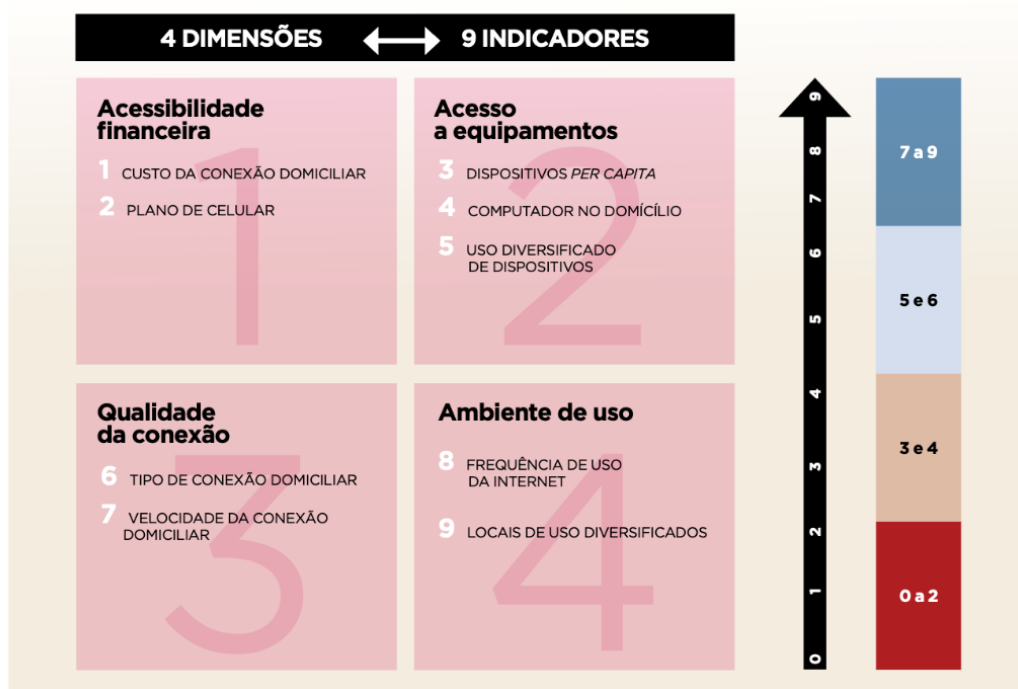 4 DIMENSÕES ↔ 9 INDICADORES
Acessibilidade
financeira
1 CUSTO DA CONEXÃO DOMICILIAR
2 PLANO DE CELULAR
1
Acesso
a equipamentos
3 DISPOSITIVOS PER CAPITA
4 COMPUTADOR NO DOMÍCÍLIO
5 USO DIVERSIFICADO
DE DISPOSITIVOS
2
Qualidade
da conexão
6 TIPO DE CONEXÃO DOMICILIAR
7 VELOCIDADE DA CONEXÃO
DOMICILIAR
3
Ambiente de uso
8 FREQUÊNCIA DE USO
DA INTERNET
9 LOCAIS DE USO DIVERSIFICADOS
4
9
8
7
6
5
4
3
2
1
0
7 a 9
5 e 6
3 e 4
0 a 2